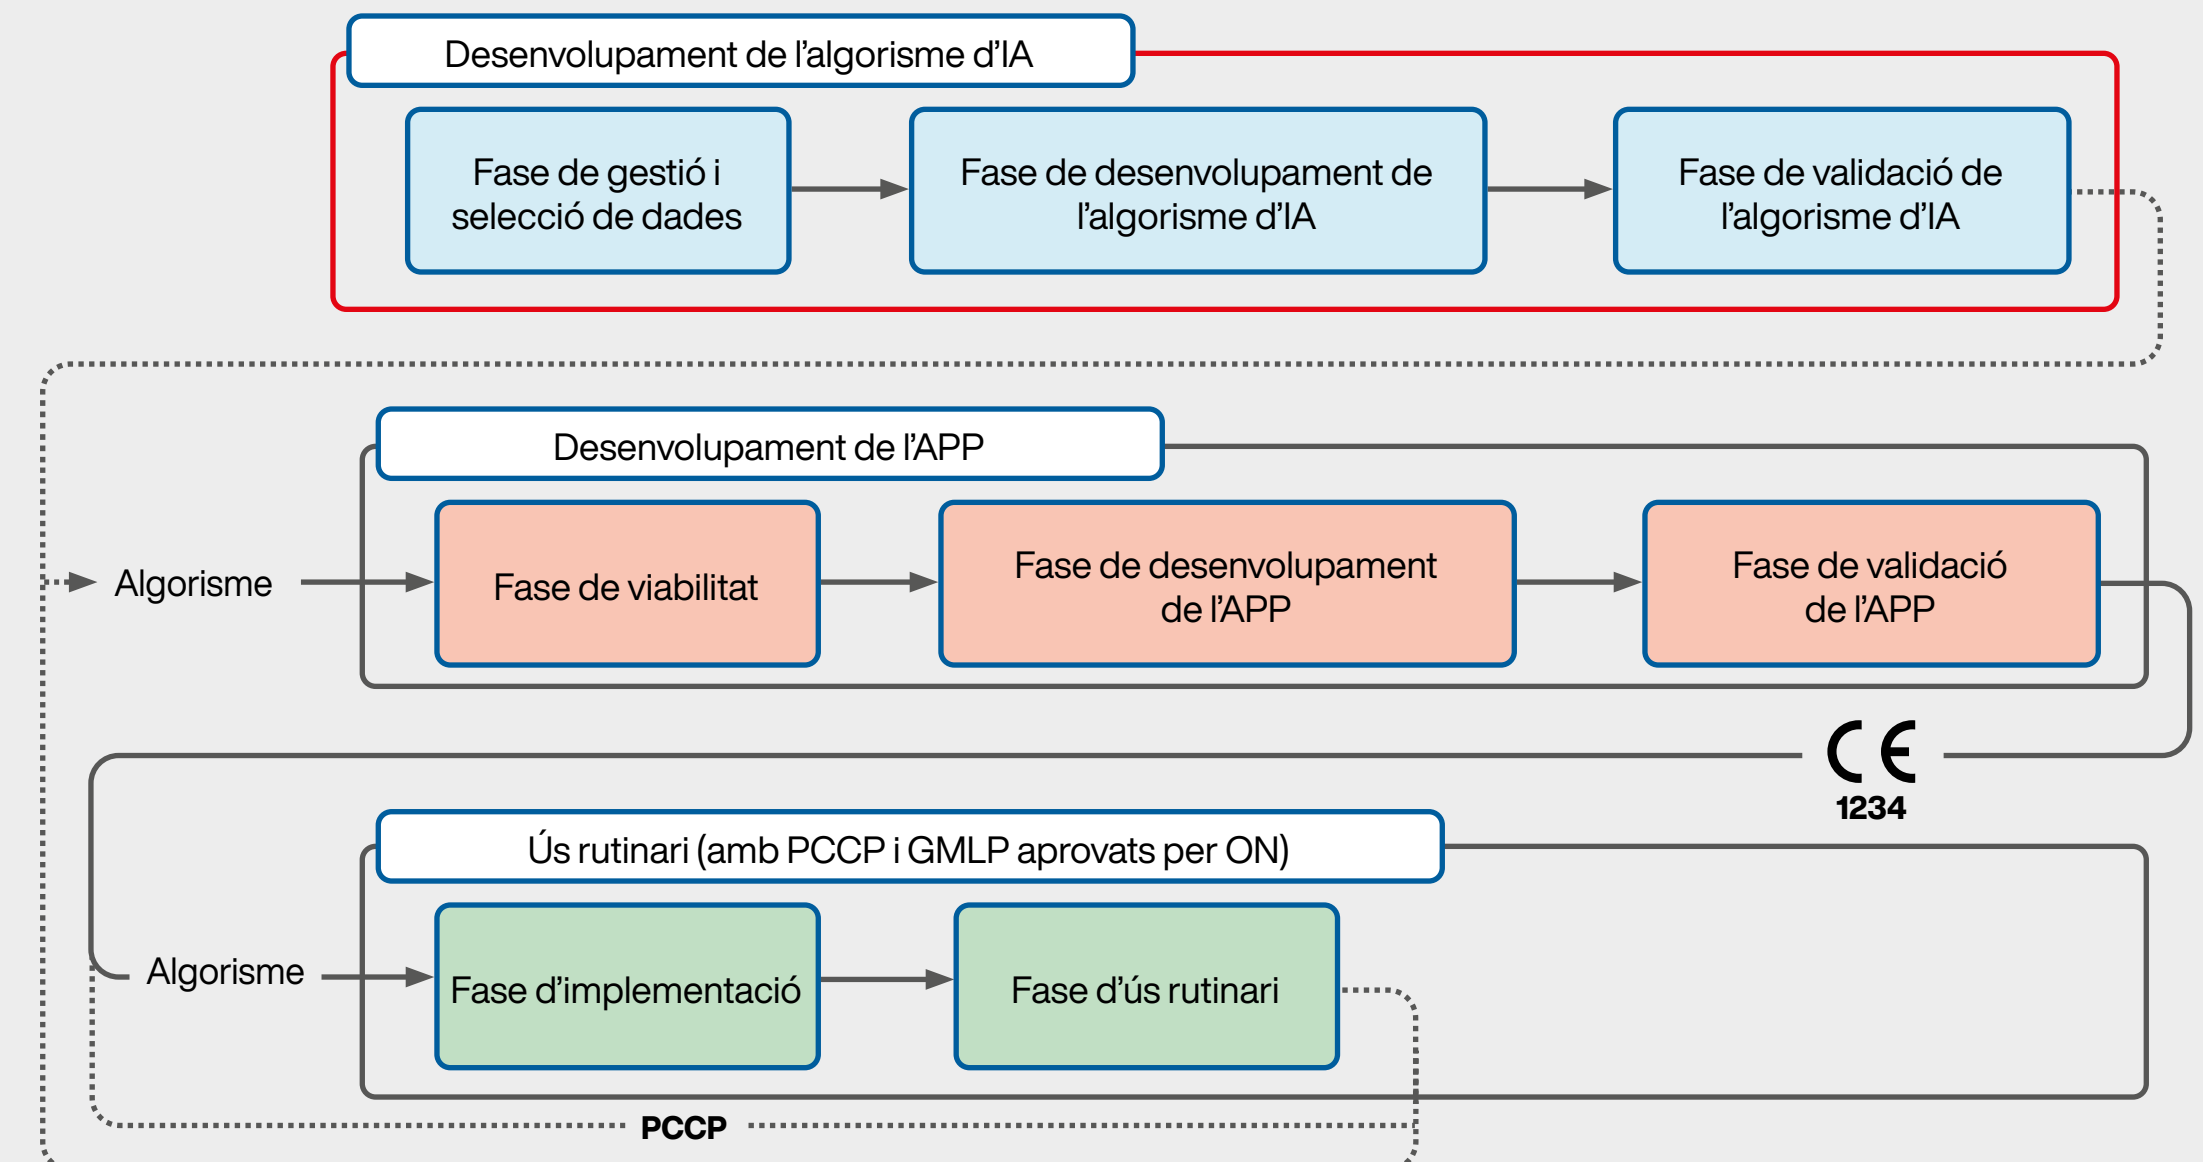 Desenvolupament de l’algorisme d’IA
Fase de gestió i
selecció de dades
Fase de desenvolupament de
l’algorisme d’IA
Fase de validació de
l’algorisme d’IA
Desenvolupament de l’APP
Algorisme
Fase de viabilitat
Fase de desenvolupament
de l’APP
Fase de validació
de l’APP
CE
1234
Ús rutinari (amb PCCP i GMLP aprovats per ON)
Algorisme
Fase d’implementació
Fase d’ús rutinari
PCCP